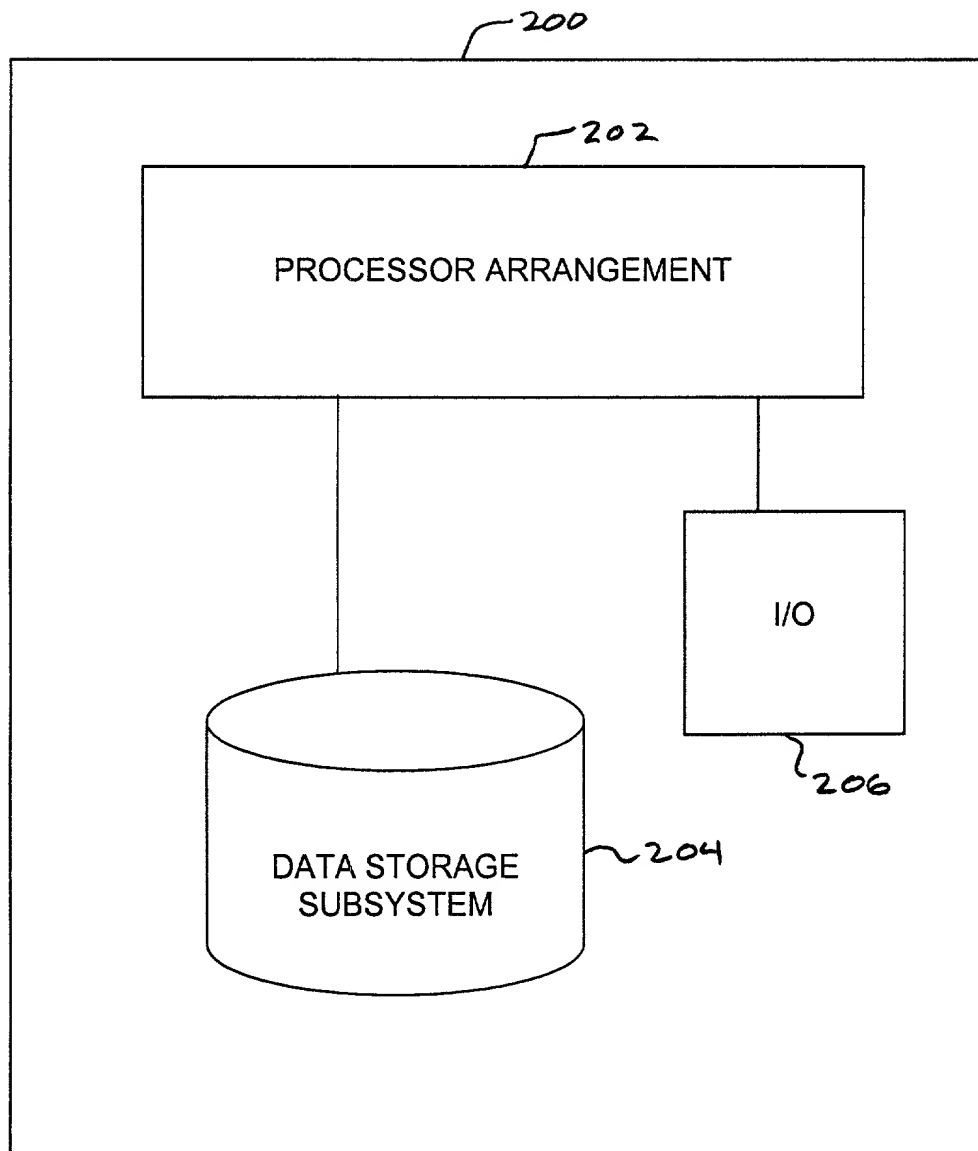 200
202
PROCESSOR ARRANGEMENT
I/O
206
204
DATA STORAGE
SUBSYSTEM